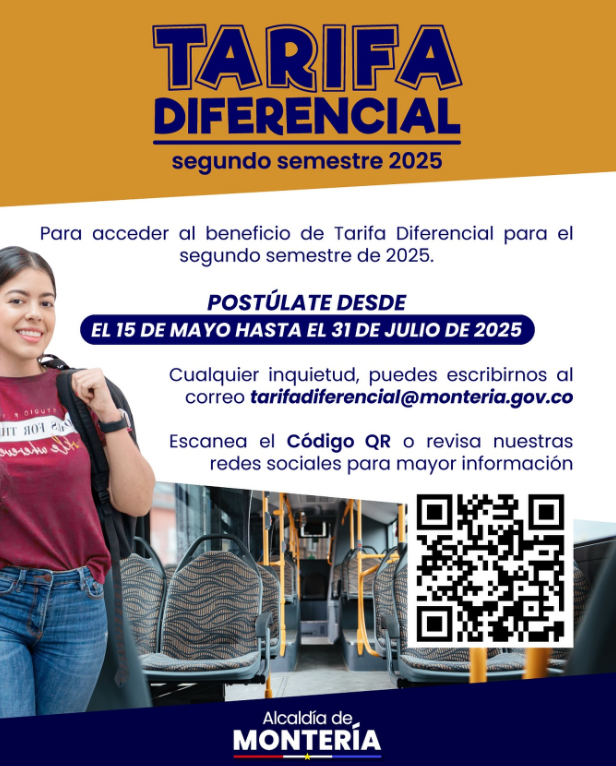 TARIFA
DIFERENCIAL
segundo semestre 2025
Para acceder al beneficio de Tarifa Diferencial para el
segundo semestre de 2025.
POSTÚLATE DESDE
EL 15 DE MAYO HASTA EL 31 DE JULIO DE 2025
Cualquier inquietud, puedes escribirnos al
correo tarifadiferencial@monteria.gov.co
Escanea el Código QR o revisa nuestras
redes sociales para mayor información
Alcaldía de
MONTERÍA